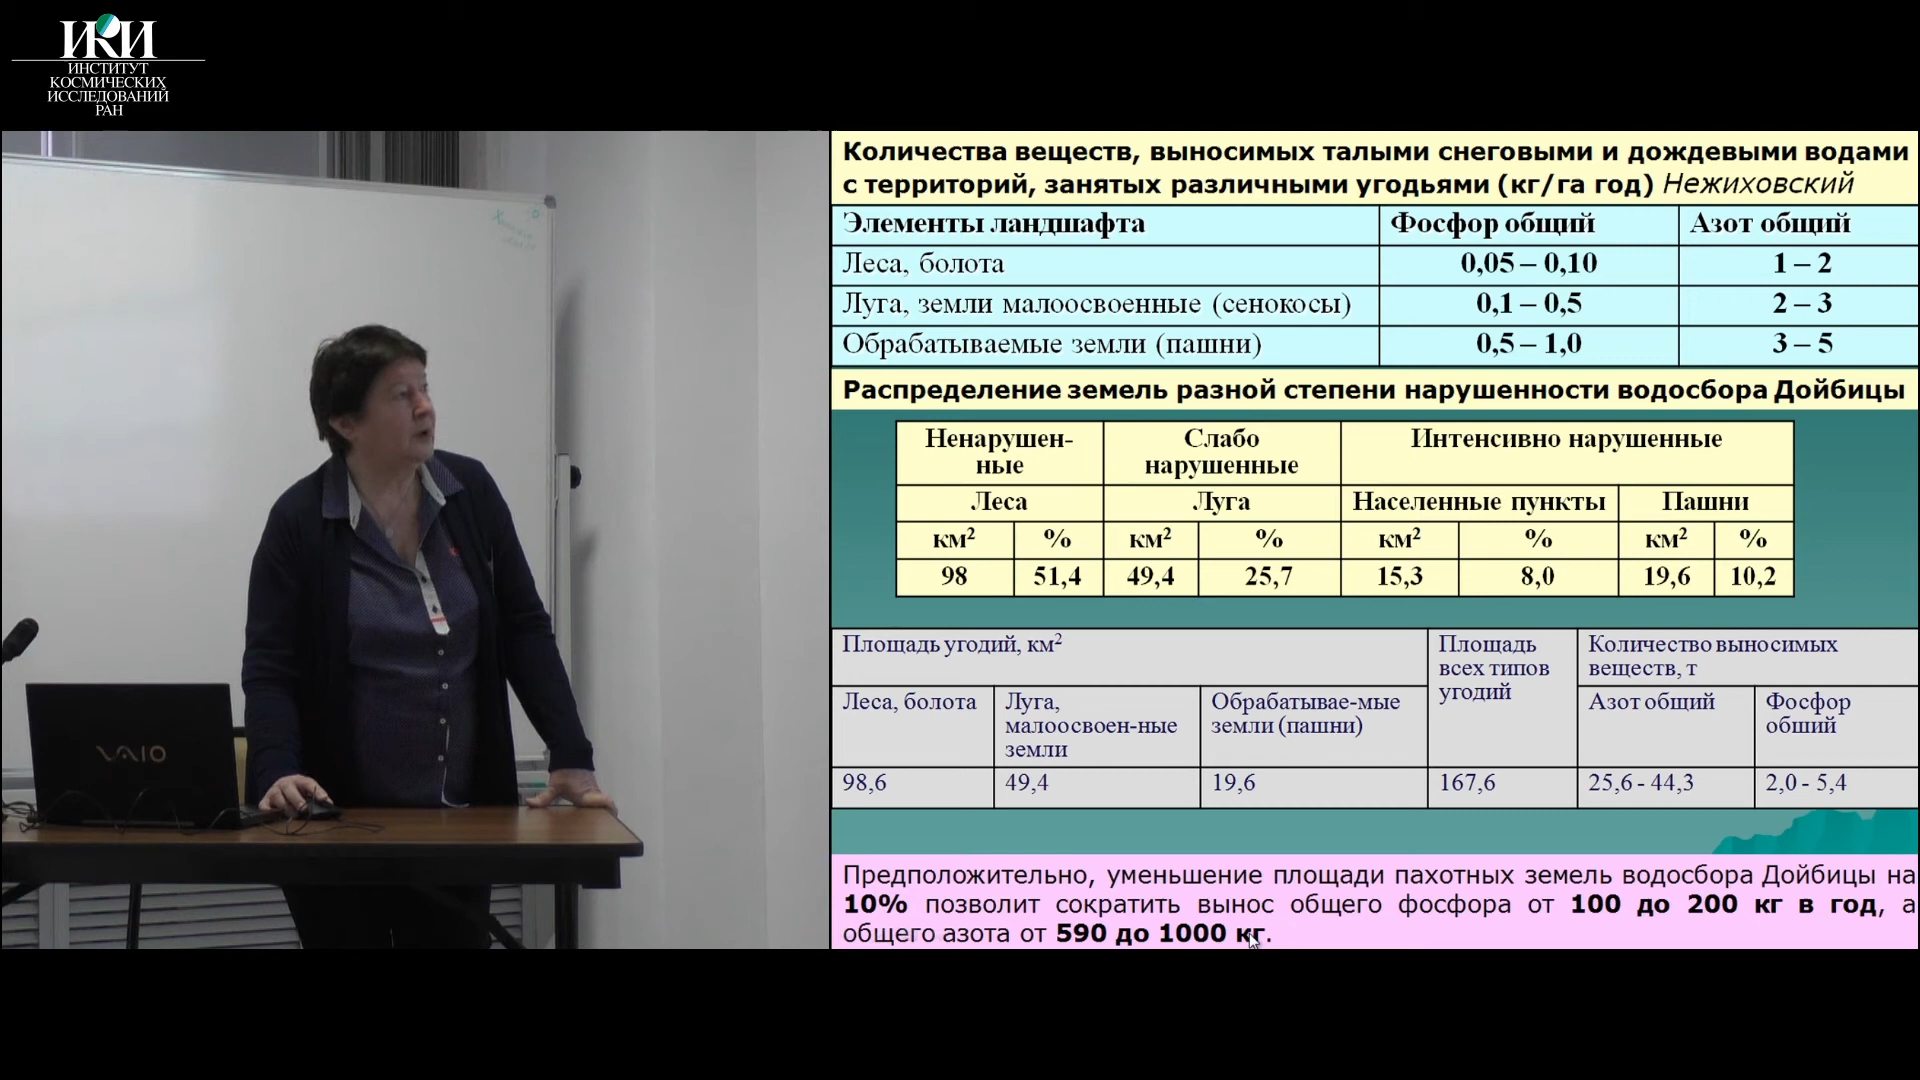 ИКИ
ИНСТИТУТ
КОСМИЧЕСКИХ
ИССЛЕДОВАНИЙ
РАН
VAIO
Количества веществ, выносимых талыми снеговыми и дождевыми водами
с территорий, занятых различными угодьями (кг/га год) Нежиховский
Элементы ландшафта Фосфор общий Азот общий
Леса, болота 0,05 – 0,10 1 – 2
Луга, земли малоосвоенные (сенокосы) 0,1 – 0,5 2 – 3
Обрабатываемые земли (пашни) 0,5 – 1,0 3 – 5
Распределение земель разной степени нарушенности водосбора Дойбицы
Ненарушен-
ные
Слабо
нарушенные
Интенсивно нарушенные
Леса Луга Населенные пункты Пашни
км² % км² % км² % км² %
98 51,4 49,4 25,7 15,3 8,0 19,6 10,2
Площадь угодий, км²
Площадь
всех типов
угодий
Количество выносимых
веществ, т
Леса, болота
Луга,
малоосвоен-ные
земли
Обрабатывае-мые
земли (пашни)
Азот общий
Фосфор
обший
98,6 49,4 19,6 167,6 25,6 - 44,3 2,0 - 5,4
Предположительно, уменьшение площади пахотных земель водосбора Дойбицы на
10% позволит сократить вынос общего фосфора от 100 до 200 кг в год, а
общего азота от 590 до 1000 кг.